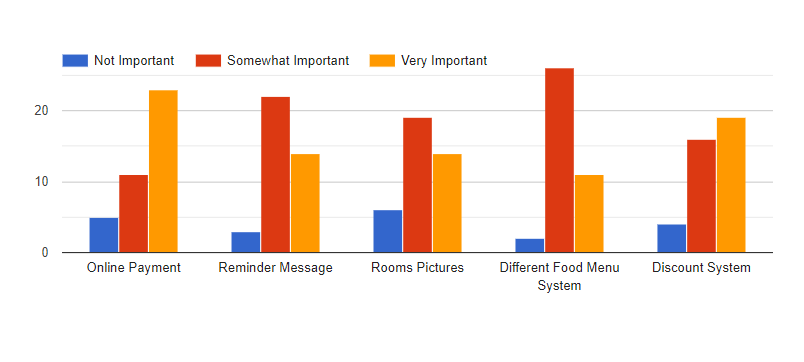 Not Important Somewhat Important Very Important
20
10
0
Online Payment Reminder Message Rooms Pictures Different Food Menu System Discount System